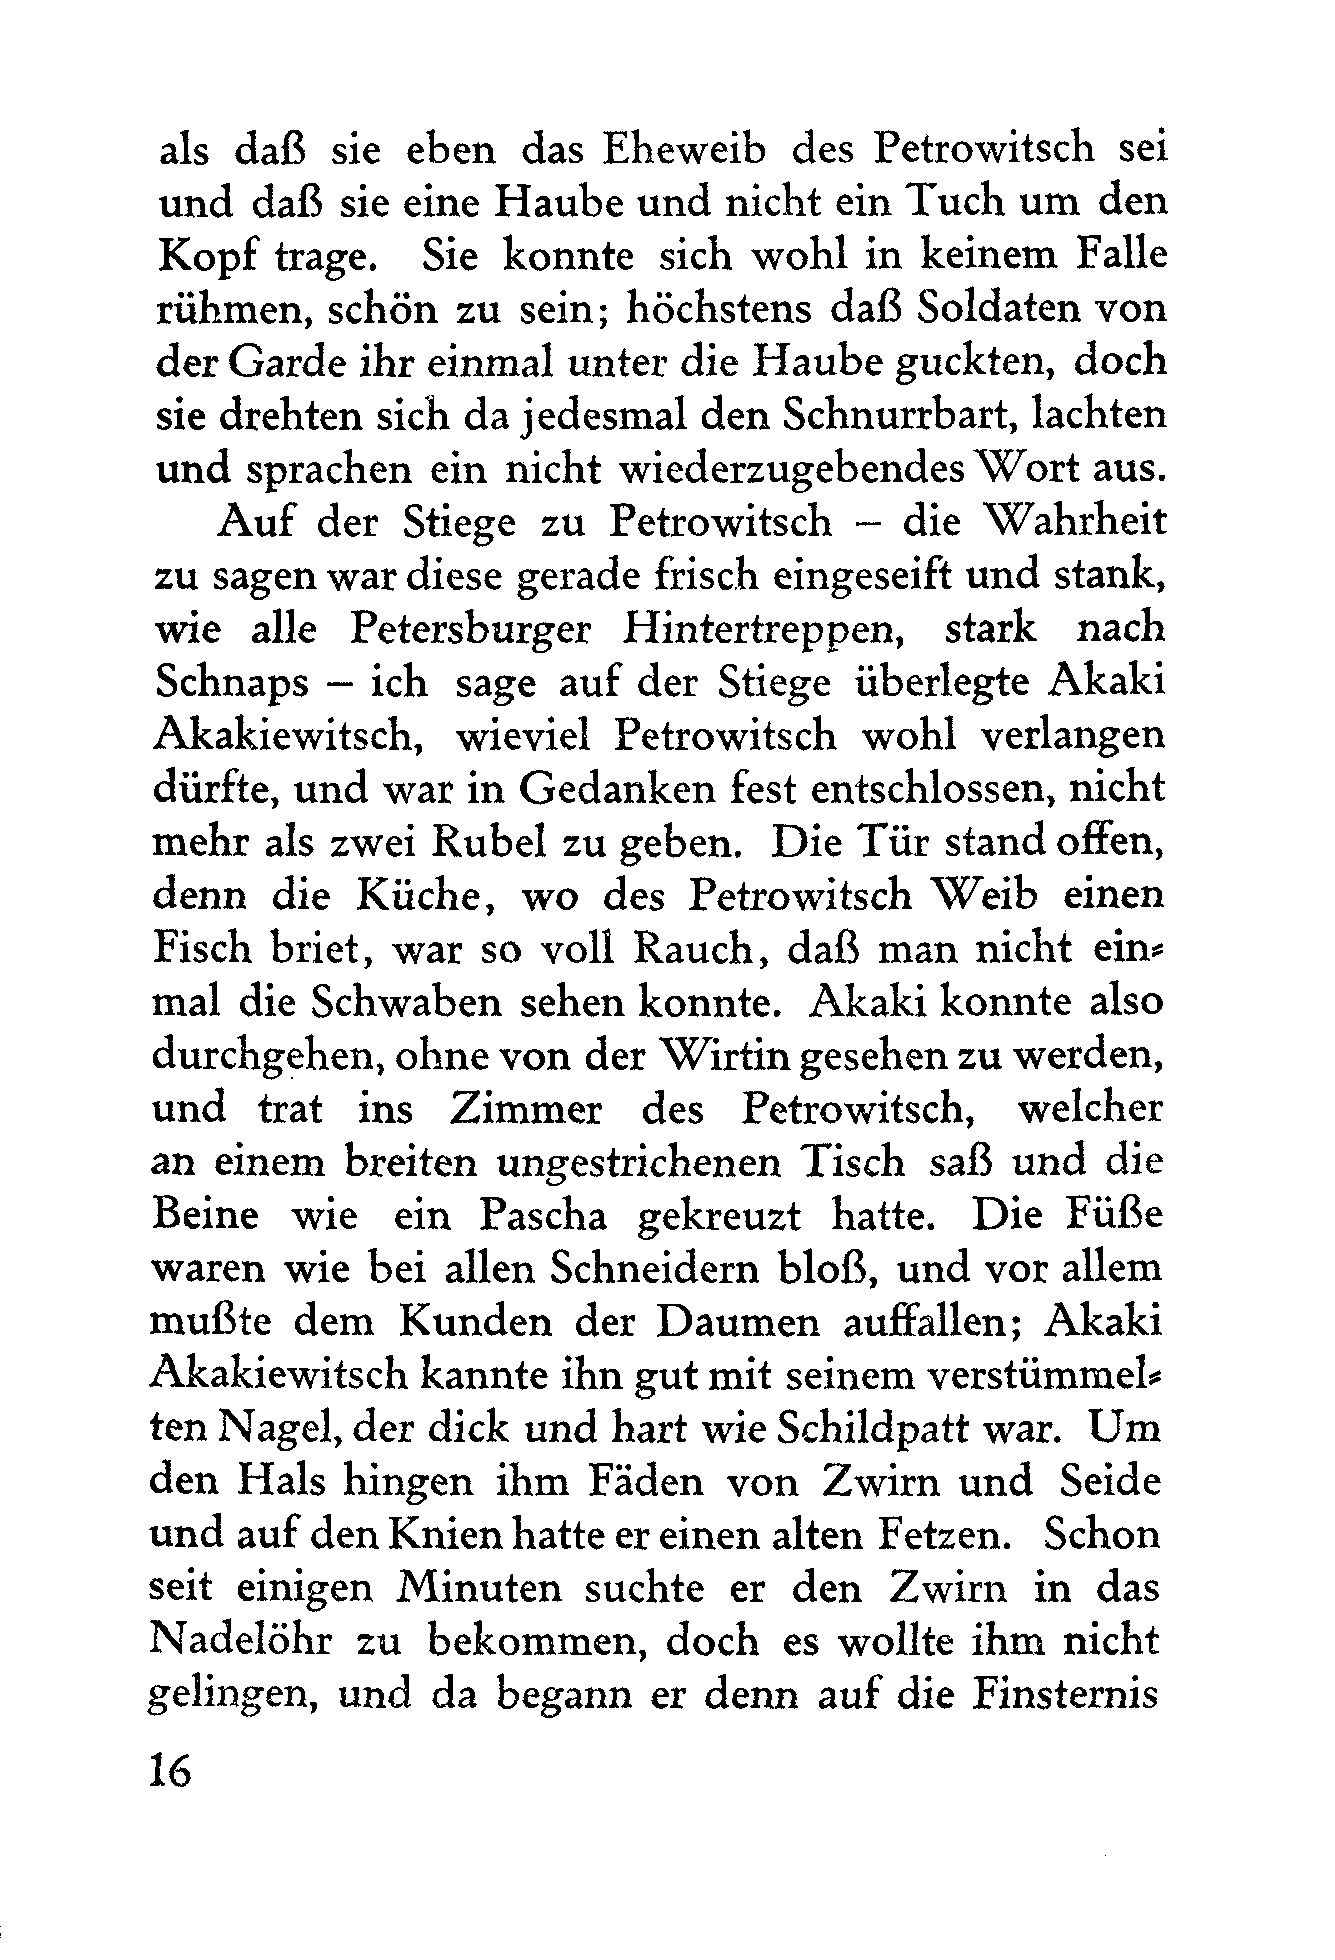 als daß sie eben das Eheweib des Petrowitsch sei
und daß sie eine Haube und nicht ein Tuch um den
Kopf trage. Sie konnte sich wohl in keinem Falle
rühmen, schön zu sein; höchstens daß Soldaten von
der Garde ihr einmal unter die Haube guckten, doch
sie drehten sich da jedesmal den Schnurrbart, lachten
und sprachen ein nicht wiederzugebendes Wort aus.
Auf der Stiege zu Petrowitsch – die Wahrheit
zu sagen war diese gerade frisch eingeseift und stank,
wie alle Petersburger Hintertreppen, stark nach
Schnaps – ich sage auf der Stiege überlegte Akaki
Akakiewitsch, wieviel Petrowitsch wohl verlangen
dürfte, und war in Gedanken fest entschlossen, nicht
mehr als zwei Rubel zu geben. Die Tür stand offen,
denn die Küche, wo des Petrowitsch Weib einen
Fisch briet, war so voll Rauch, daß man nicht ein⸗
mal die Schwaben sehen konnte. Akaki konnte also
durchgehen, ohne von der Wirtin gesehen zu werden,
und trat ins Zimmer des Petrowitsch, welcher
an einem breiten ungestrichenen Tisch saß und die
Beine wie ein Pascha gekreuzt hatte. Die Füße
waren wie bei allen Schneidern bloß, und vor allem
mußte dem Kunden der Daumen auffallen; Akaki
Akakiewitsch kannte ihn gut mit seinem verstümmel⸗
ten Nagel, der dick und hart wie Schildpatt war. Um
den Hals hingen ihm Fäden von Zwirn und Seide
und auf den Knien hatte er einen alten Fetzen. Schon
seit einigen Minuten suchte er den Zwirn in das
Nadelöhr zu bekommen, doch es wollte ihm nicht
gelingen, und da begann er denn auf die Finsternis
16